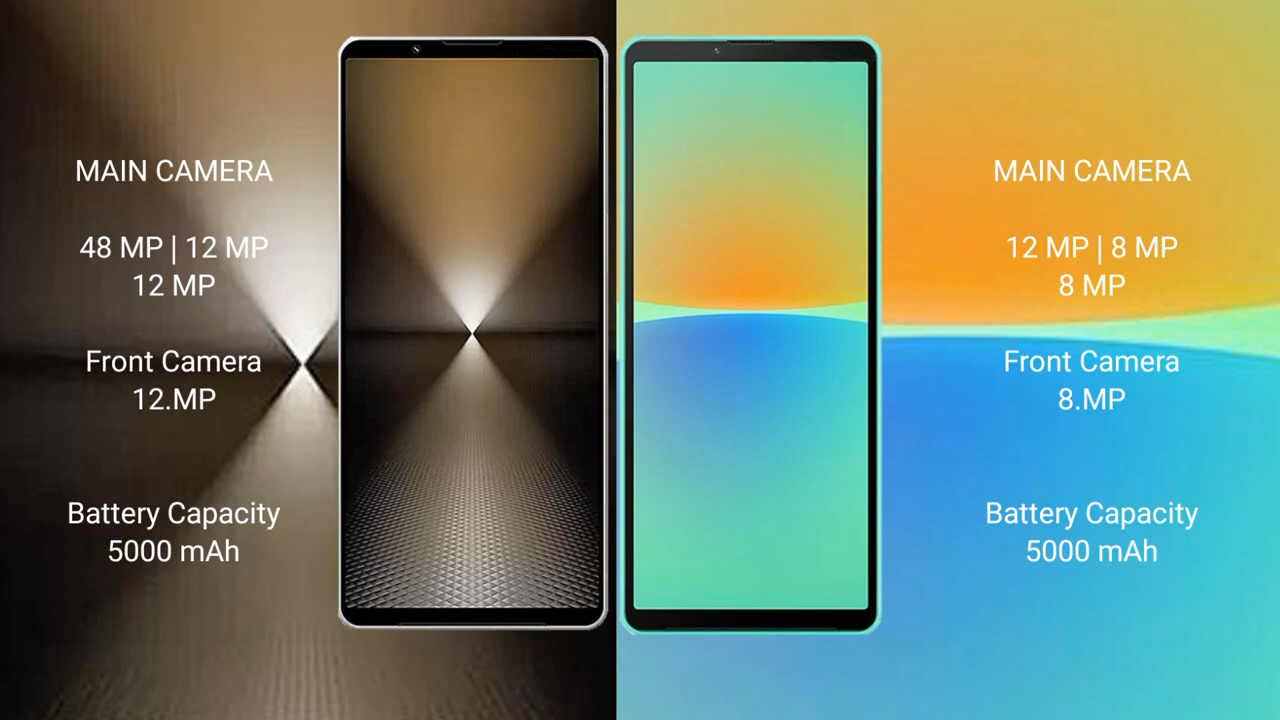 MAIN CAMERA
48 MP | 12 MP
12 MP
Front Camera
12.MP
Battery Capacity
5000 mAh
MAIN CAMERA
12 MP | 8 MP
8 MP
Front Camera
8.MP
Battery Capacity
5000 mAh